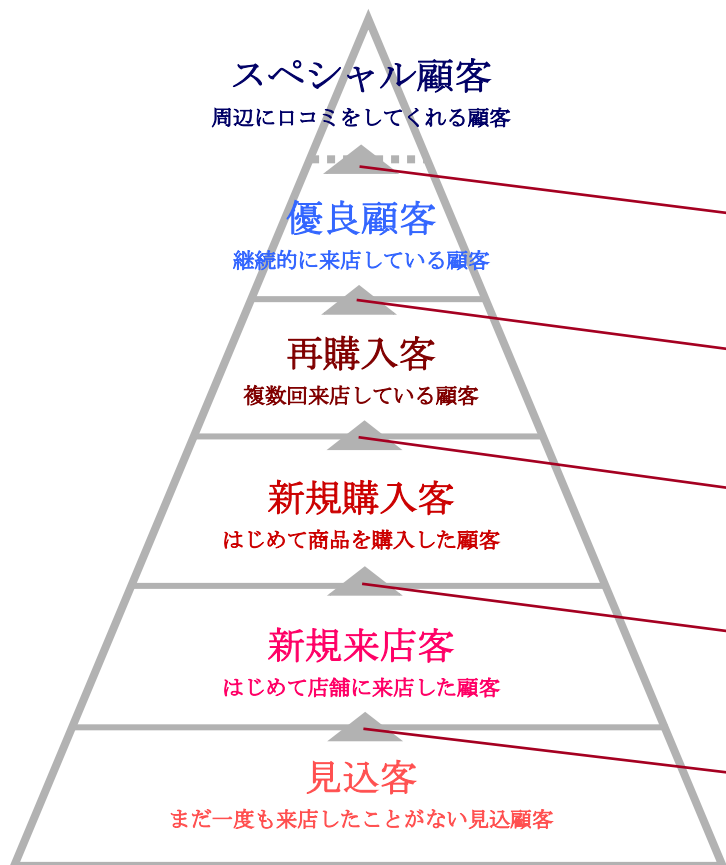 スペシャル顧客
周辺に口コミをしてくれる顧客
優良顧客
継続的に来店している顧客
再購入客
複数回来店している顧客
新規購入客
はじめて商品を購入した顧客
新規来店客
はじめて店舗に来店した顧客
見込客
まだ一度も来店したことがない見込顧客